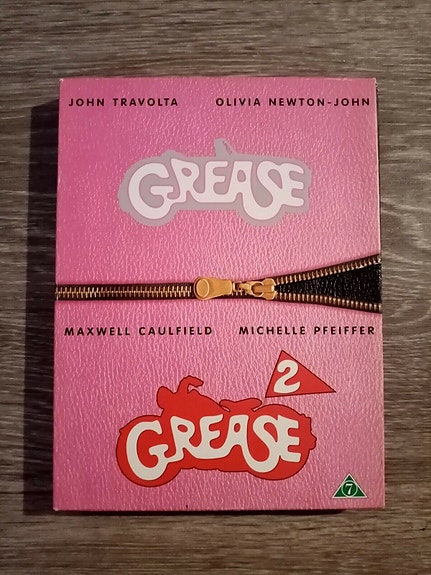 JOHN TRAVOLTA OLIVIA NEWTON-JOHN
GREASE
MAXWELL CAULFIELD MICHELLE PFEIFFER
2
GREASE
7